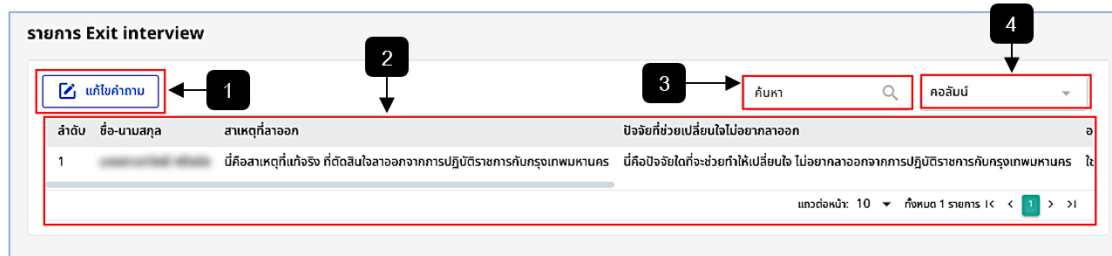 รายการ Exit interview
4
2
3
1
แก้ไขคำถาม
ค้นหา
คอลัมน์
ลำดับ ชื่อ-นามสกุล สาเหตุที่ลาออก ปัจจัยที่ช่วยเปลี่ยนใจไม่อยากลาออก อ
1 นี่คือสาเหตุที่แท้จริง ที่ตัดสินใจลาออกจากการปฏิบัติราชการกับกรุงเทพมหานคร นี่คือปัจจัยใดที่จะช่วยทำให้เปลี่ยนใจ ไม่อยากลาออกจากการปฏิบัติราชการกับกรุงเทพมหานคร ใช
แถวต่อหน้า: 10 ทั้งหมด 1 รายการ 1